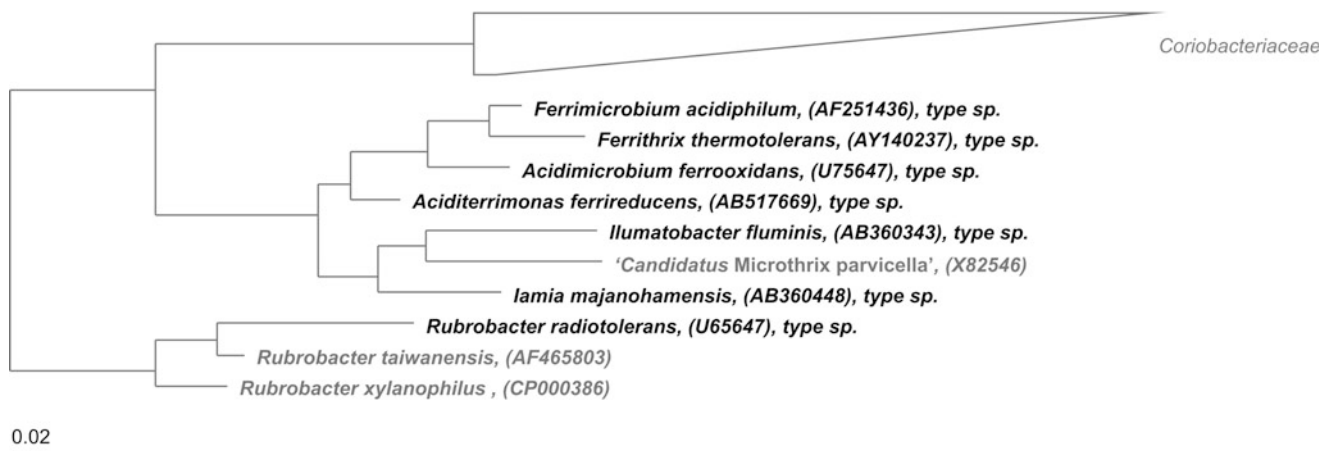 Coriobacteriaceae
Ferrimicrobium acidiphilum, (AF251436), type sp.
Ferrithrix thermotolerans, (AY140237), type sp.
Acidimicrobium ferrooxidans, (U75647), type sp.
Aciditerrimonas ferrireducens, (AB517669), type sp.
Ilumatobacter fluminis, (AB360343), type sp.
‘Candidatus Microthrix parvicella’, (X82546)
Iamia majanohamensis, (AB360448), type sp.
Rubrobacter radiotolerans, (U65647), type sp.
Rubrobacter taiwanensis, (AF465803)
Rubrobacter xylanophilus , (CP000386)
0.02